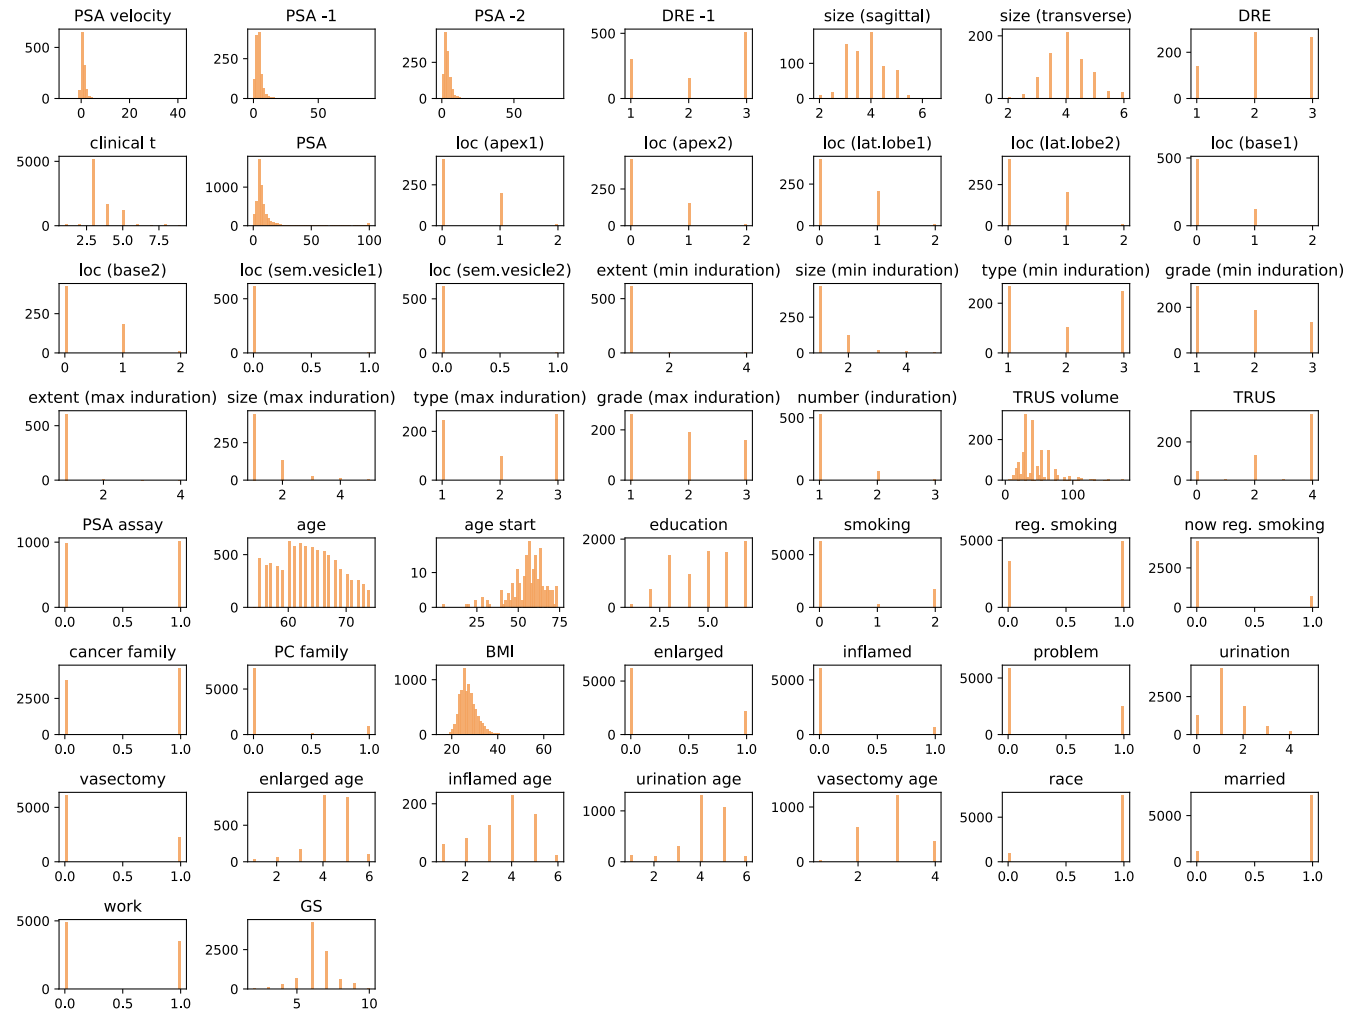 PSA velocity PSA -1 PSA -2 DRE -1 size (sagittal) size (transverse) DRE
500 0 250 0 250 0 500 0 100 0 200 0 200 0
0 20 40 0 50 0 50 1 2 3 2 4 6 2 4 6 1 2 3
clinical t PSA loc (apex1) loc (apex2) loc (lat.lobe1) loc (lat.lobe2) loc (base1)
5000 0 1000 0 250 0 250 0 250 0 250 0 500 0
2.5 5.0 7.5 0 50 100 0 1 2 0 1 2 0 1 2 0 1 2 0 1 2
loc (base2) loc (sem.vesicle1) loc (sem.vesicle2) extent (min induration) size (min induration) type (min induration) grade (min induration)
250 0 500 0 500 0 500 0 250 0 200 0 200 0
0 1 2 0.0 0.5 1.0 0.0 0.5 1.0 2 4 2 4 1 2 3 1 2 3
extent (max induration) size (max induration) type (max induration) grade (max induration) number (induration) TRUS volume TRUS
500 0 250 0 200 0 200 0 500 0 200 0 200 0
2 4 2 4 1 2 3 1 2 3 1 2 3 0 100 0 2 4
PSA assay age age start education smoking reg. smoking now reg. smoking
1000 0 500 0 10 0 2000 0 5000 0 5000 0 2500 0
0.0 0.5 1.0 60 70 25 50 75 2.5 5.0 0 1 2 0.0 0.5 1.0 0.0 0.5 1.0
cancer family PC family BMI enlarged inflamed problem urination
2500 0 5000 0 1000 0 5000 0 5000 0 5000 0 2500 0
0.0 0.5 1.0 0.0 0.5 1.0 20 40 60 0.0 0.5 1.0 0.0 0.5 1.0 0.0 0.5 1.0 0 2 4
vasectomy enlarged age inflamed age urination age vasectomy age race married
5000 0 500 0 200 0 1000 0 1000 0 5000 0 5000 0
0.0 0.5 1.0 2 4 6 2 4 6 2 4 6 2 4 0.0 0.5 1.0 0.0 0.5 1.0
work GS
5000 0 2500 0
0.0 0.5 1.0 5 10